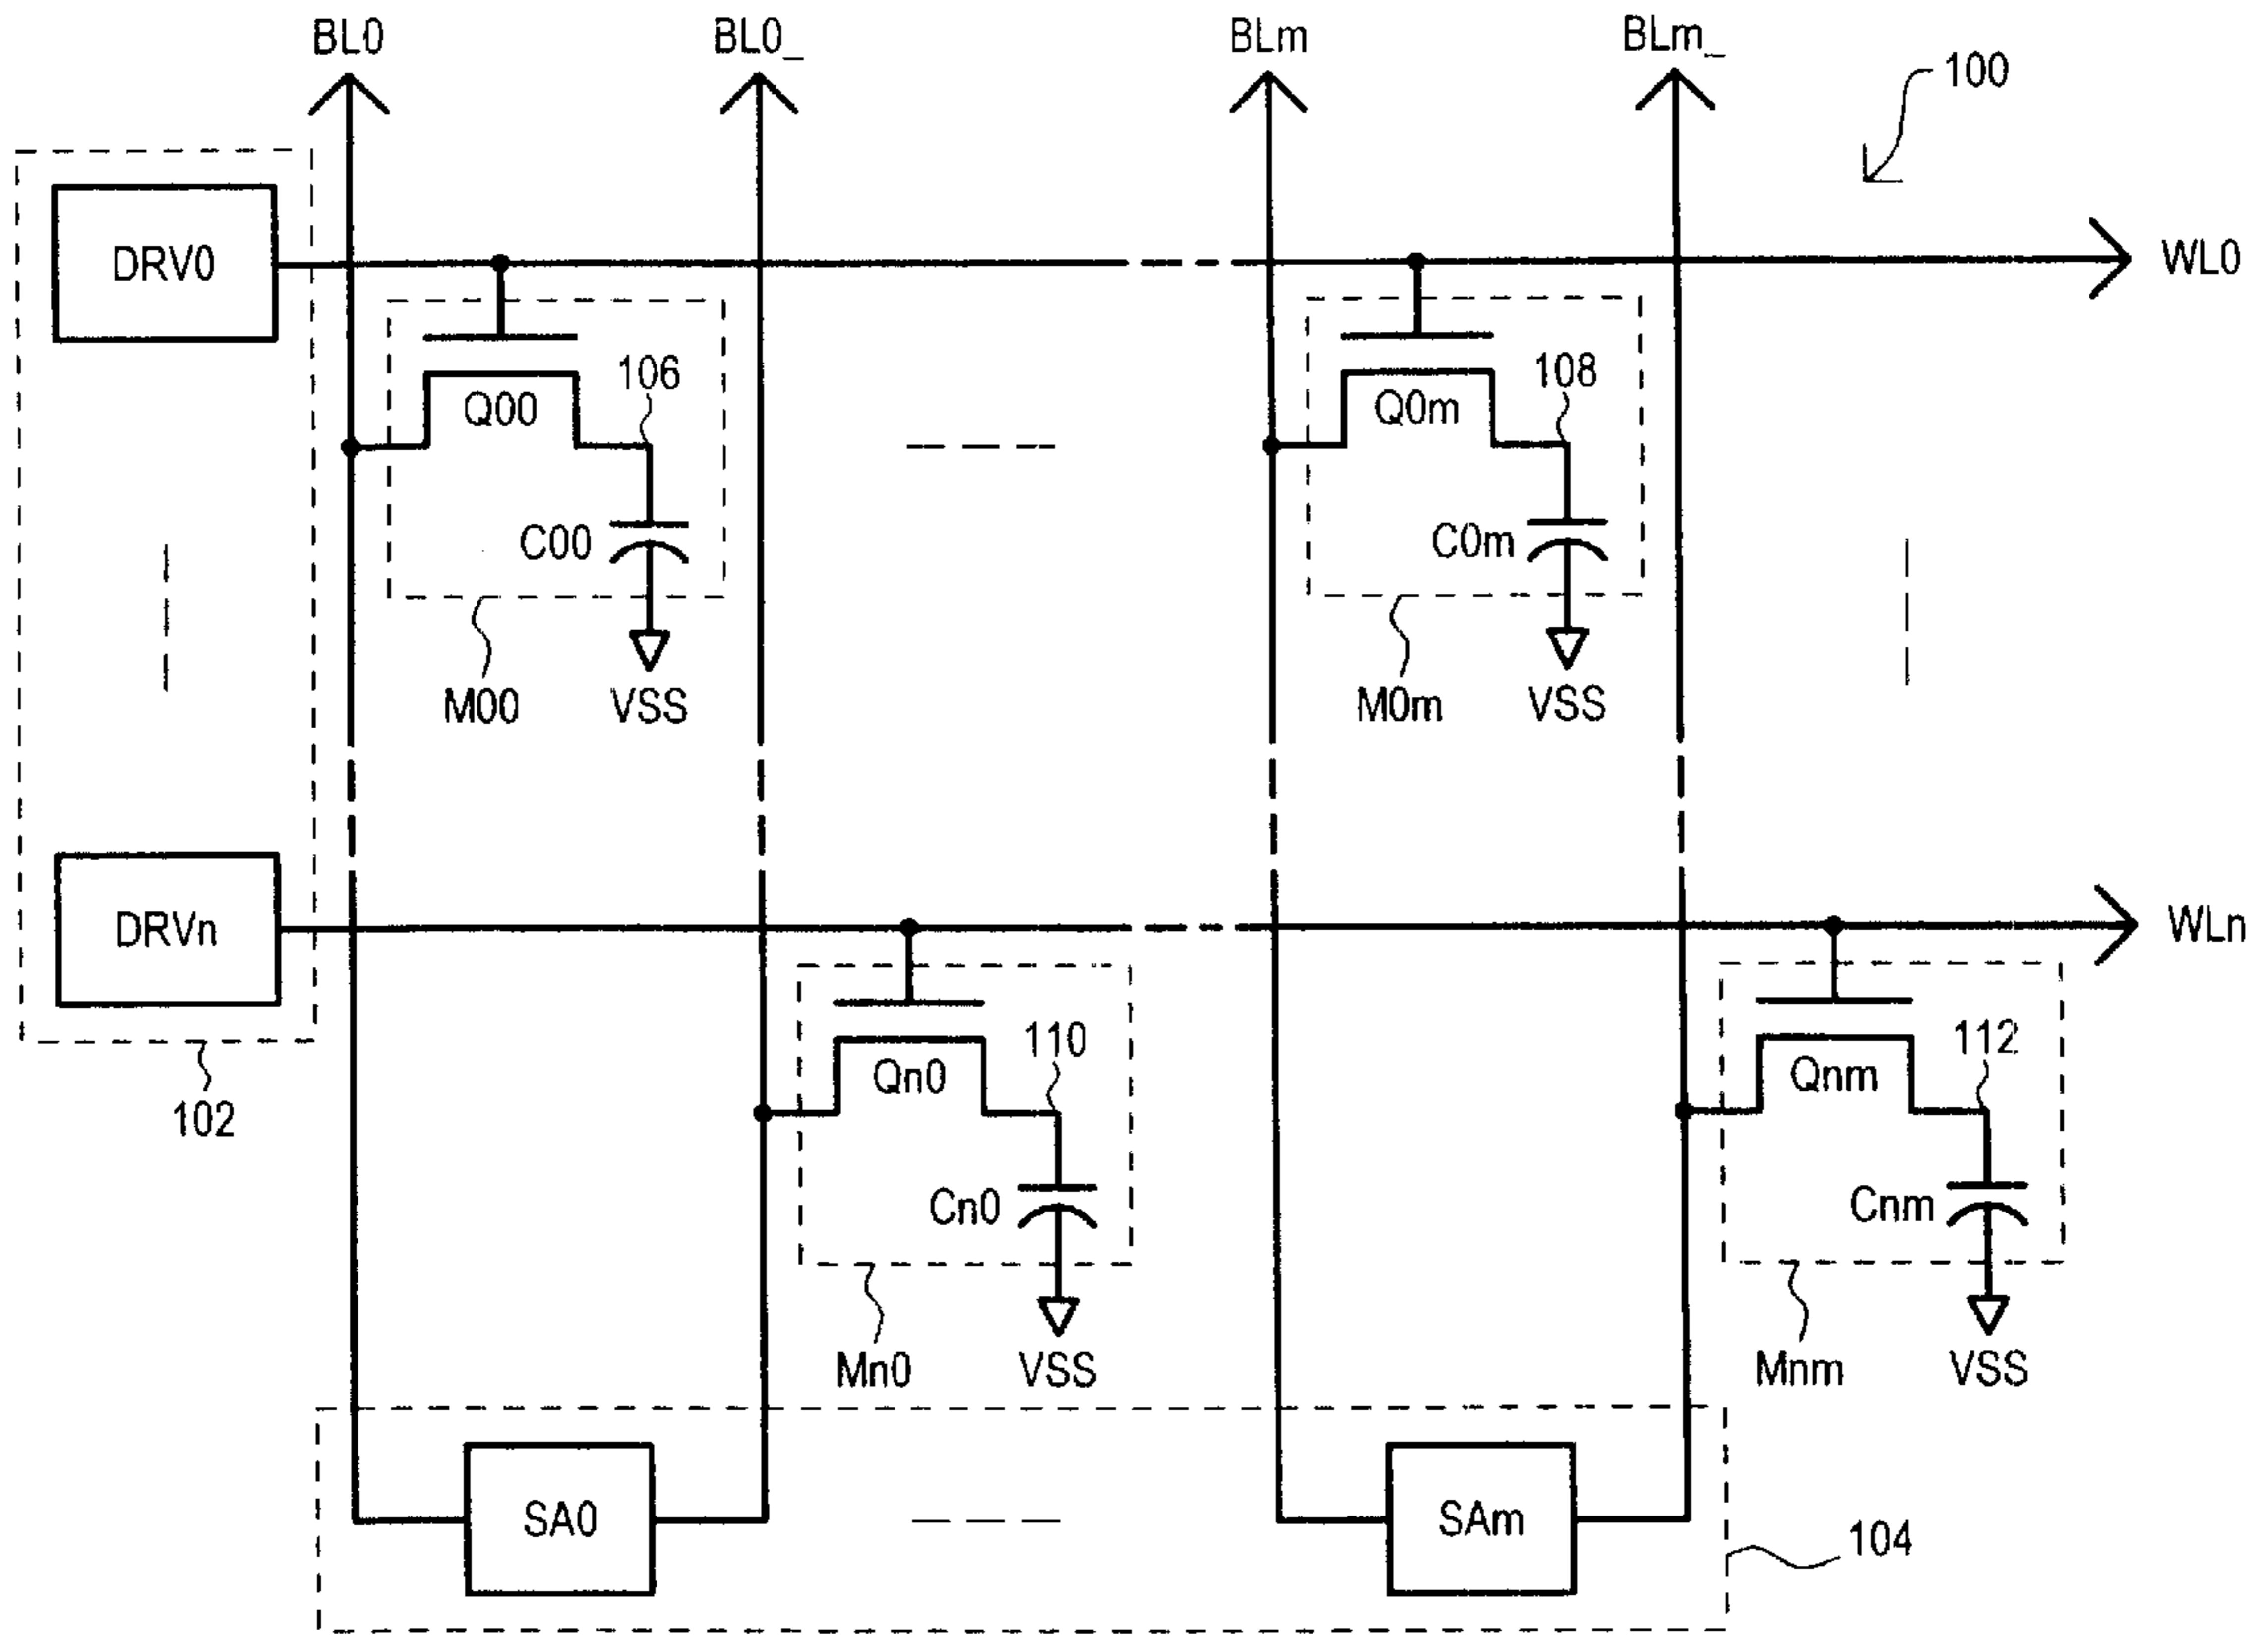 BL0
BL0_
BLm
BLm_
100
DRV0
WL0
106
Q00
108
Q0m
C00
C0m
M00
VSS
M0m
VSS
DRVn
WLn
102
110
Qn0
112
Qnm
Cn0
Cnm
Mn0
VSS
Mnm
VSS
SA0
SAm
104